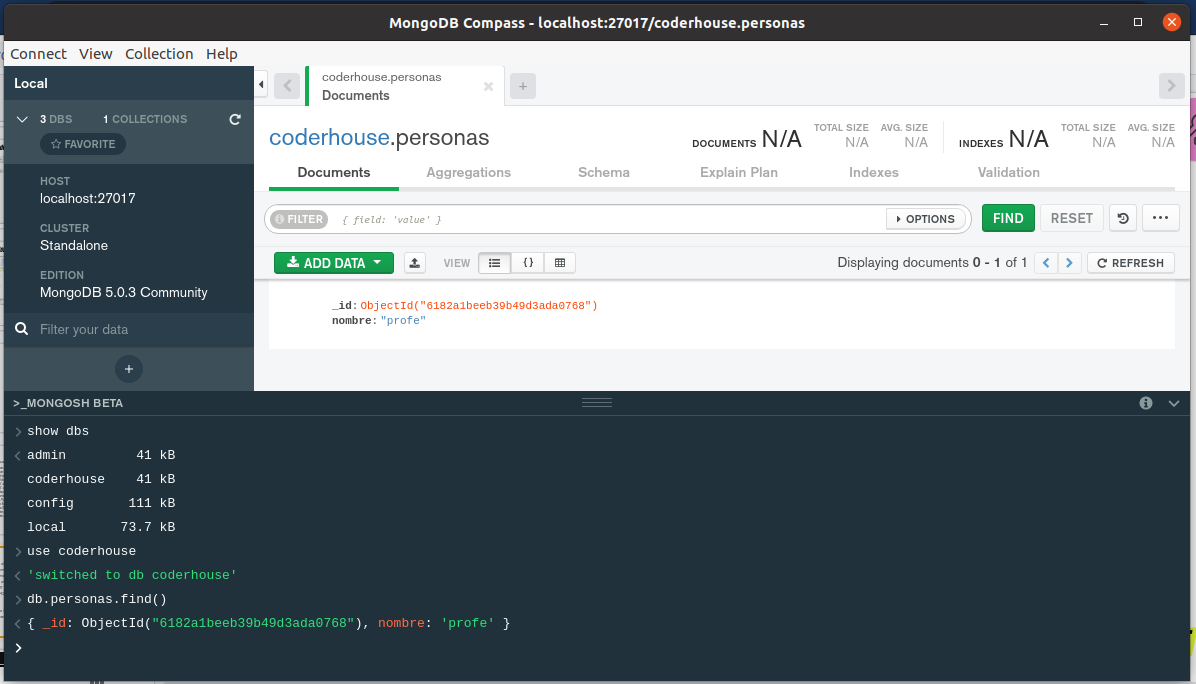 MongoDB Compass - localhost:27017/coderhouse.personas
Connect View Collection Help
Local
3 DBS 1 COLLECTIONS
FAVORITE
HOST
localhost:27017
CLUSTER
Standalone
EDITION
MongoDB 5.0.3 Community
Filter your data
+
coderhouse.personas
Documents
+
coderhouse.personas
DOCUMENTS N/A TOTAL SIZE N/A AVG. SIZE N/A INDEXES N/A TOTAL SIZE N/A AVG. SIZE N/A
Documents Aggregations Schema Explain Plan Indexes Validation
FILTER { field: 'value' } OPTIONS FIND RESET ...
ADD DATA VIEW {} Displaying documents 0 - 1 of 1 < > REFRESH
_id: ObjectId("6182a1beeb39b49d3ada0768")
nombre: "profe"
>_MONGOSH BETA
> show dbs
< admin 41 kB
coderhouse 41 kB
config 111 kB
local 73.7 kB
> use coderhouse
< 'switched to db coderhouse'
> db.personas.find()
< { _id: ObjectId("6182a1beeb39b49d3ada0768"), nombre: 'profe' }
>